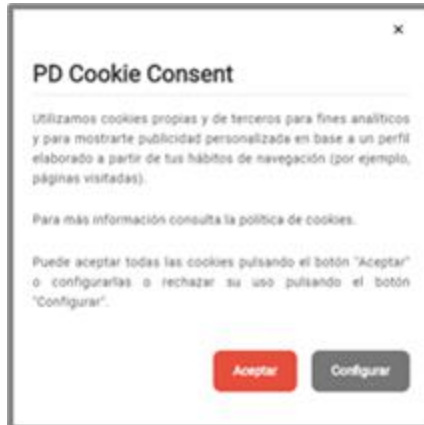 ×
PD Cookie Consent
Utilizamos cookies propias y de terceros para fines analíticos
y para mostrarte publicidad personalizada en base a un perfil
elaborado a partir de tus hábitos de navegación (por ejemplo,
páginas visitadas).
Para más información consulta la política de cookies.
Puede aceptar todas las cookies pulsando el botón "Aceptar"
o configurarlas o rechazar su uso pulsando el botón
"Configurar".
Aceptar Configurar